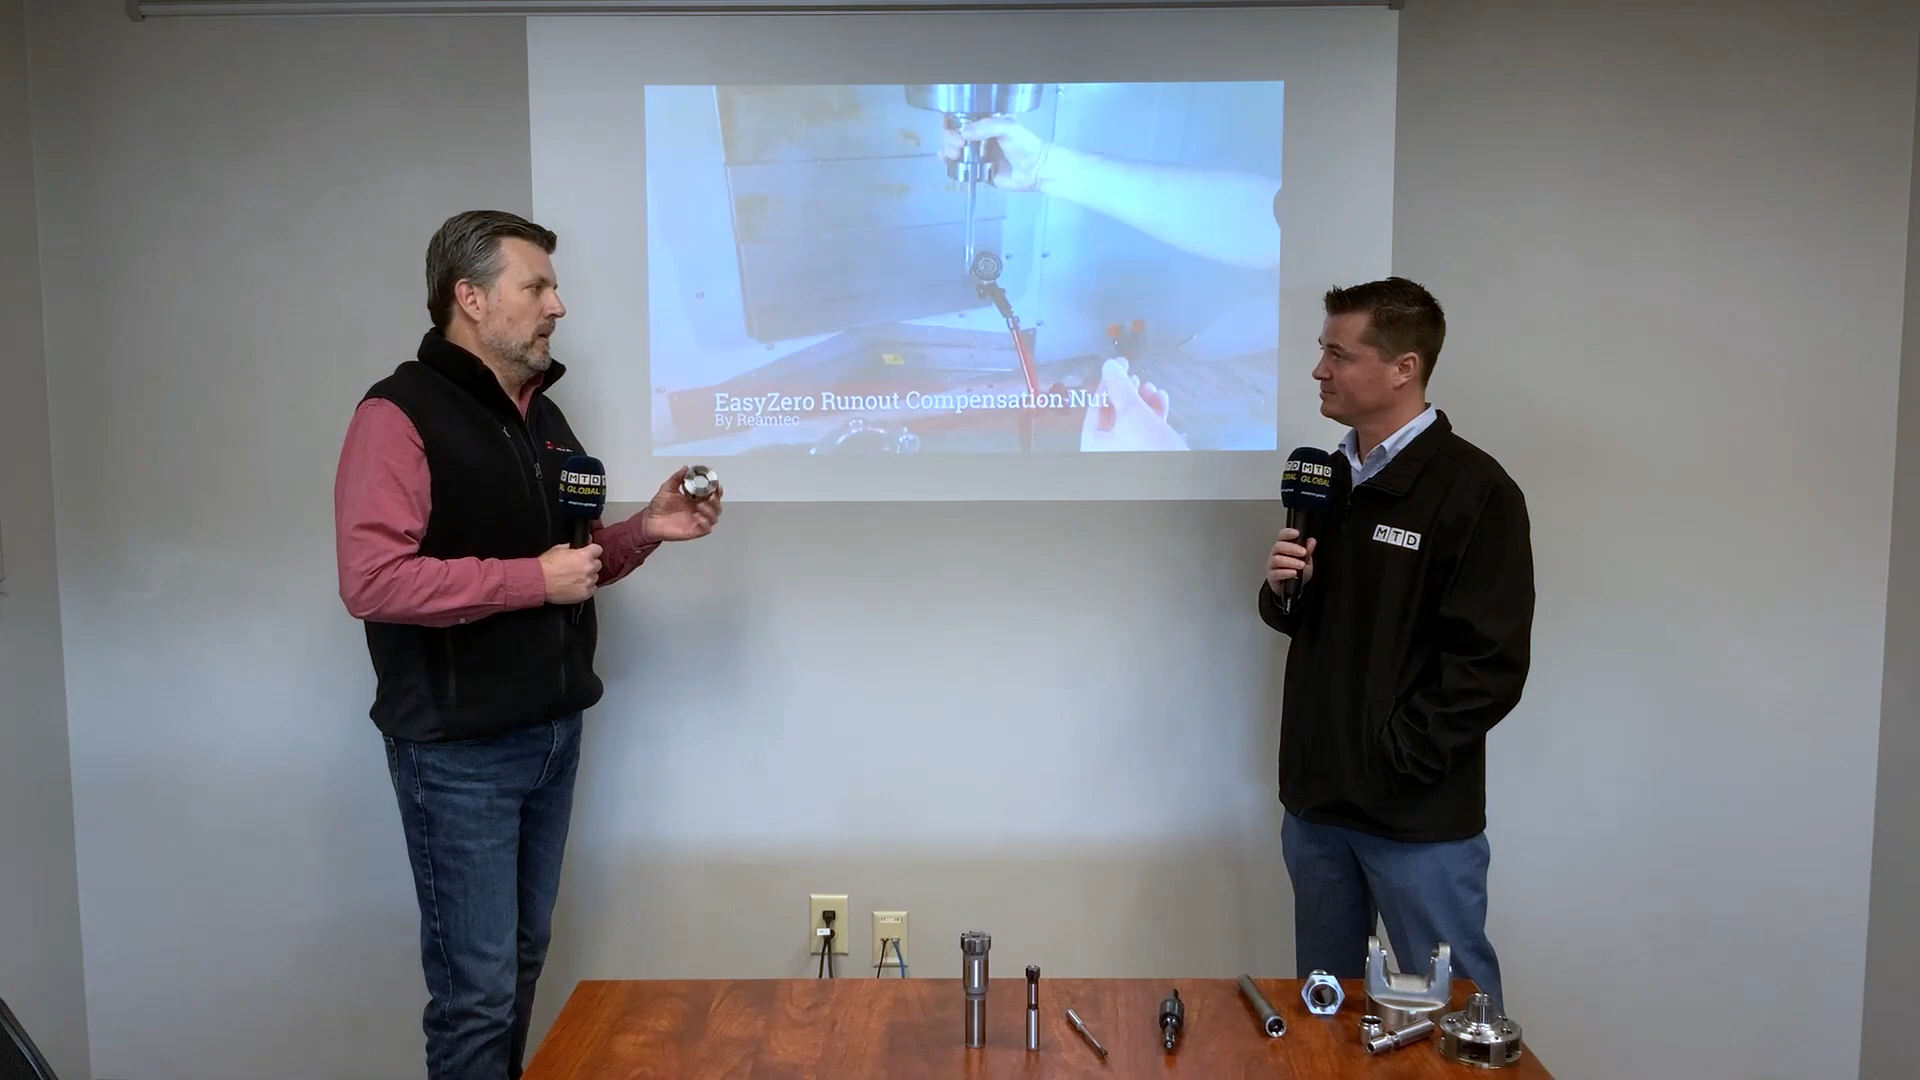 EasyZero Runout Compensation Nut
By Reamtec
MTD
GLOBAL
MTD
GLOBAL
MTD